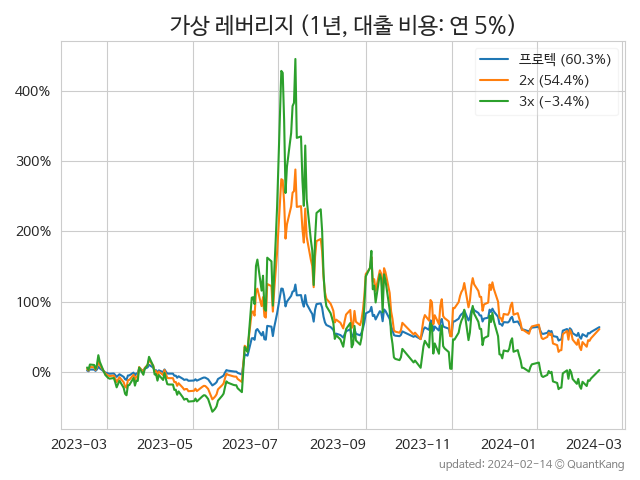 가상 레버리지 (1년, 대출 비용: 연 5%)
프로텍 (60.3%)
2x (54.4%)
3x (−3.4%)
400%
300%
200%
100%
0%
2023-03 2023-05 2023-07 2023-09 2023-11 2024-01 2024-03
updated: 2024-02-14 © QuantKang